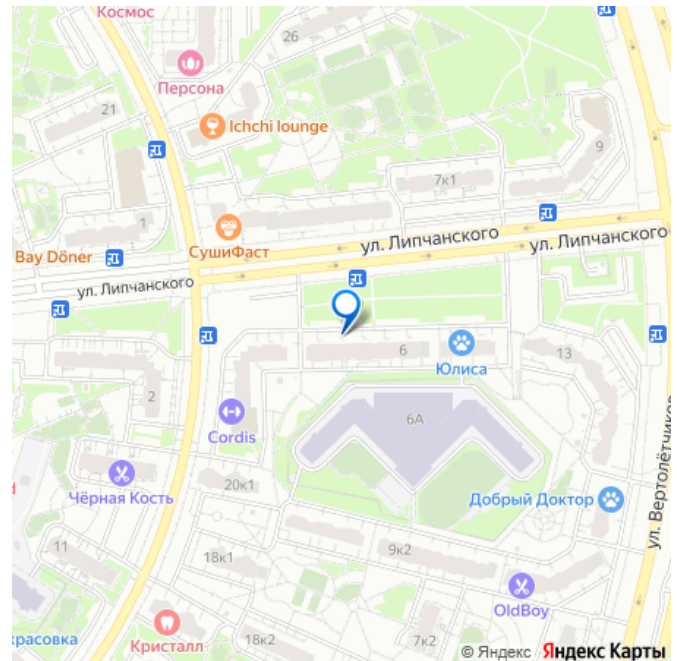 Космос
26
Персона
21
Ichchi lounge
9
7к1
1
СушиФаст
ул. Липчанского
ул. Липчанского
Bay Döner
ул. Липчанского
6
Юлиса
13
2
Cordis
6А
ул. Вертолётчиков
Чёрная Кость
20к1
Добрый Доктор
11
9к2
18к1
OldBoy
Кристалл
18к2
7к2
красовка
© Яндекс Яндекс Карты